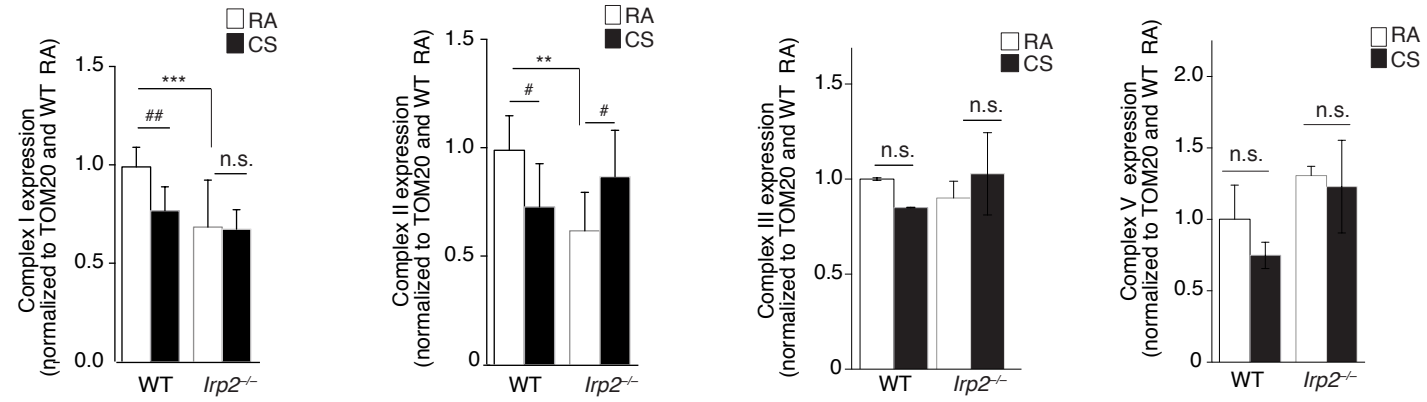 RA
CS
Complex I expression
(normalized to TOM20 and WT RA)
1.5
1.0
0.5
0.0
***
##
n.s.
WT
Irp2–/–
RA
CS
Complex II expression
(normalized to TOM20 and WT RA)
1.5
1.0
0.5
0
**
#
#
WT
Irp2–/–
RA
CS
Complex III expression
(normalized to TOM20 and WT RA)
1.5
1.0
0.5
0
n.s.
n.s.
WT
Irp2–/–
RA
CS
Complex V expression
(normalized to TOM20 and WT RA)
2.0
1.5
1.0
0.5
0
n.s.
n.s.
WT
Irp2–/–